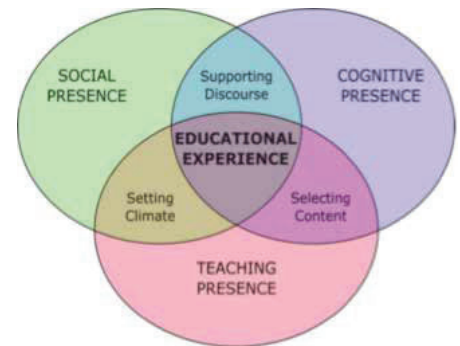 SOCIAL
PRESENCE
Supporting
Discourse
COGNITIVE
PRESENCE
EDUCATIONAL
EXPERIENCE
Setting
Climate
Selecting
Content
TEACHING
PRESENCE